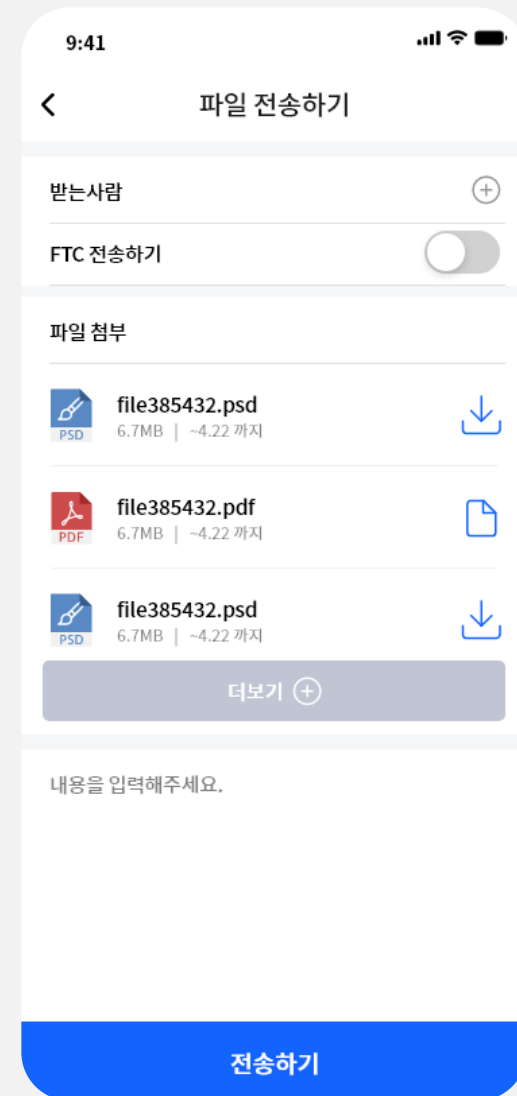 9:41
파일 전송하기
받는사람
FTC 전송하기
파일 첨부
file385432.psd
PSD
6.7MB | ~4.22 까지
file385432.pdf
PDF
6.7MB | ~4.22 까지
file385432.psd
PSD
6.7MB | ~4.22 까지
더보기
내용을 입력해주세요.
전송하기